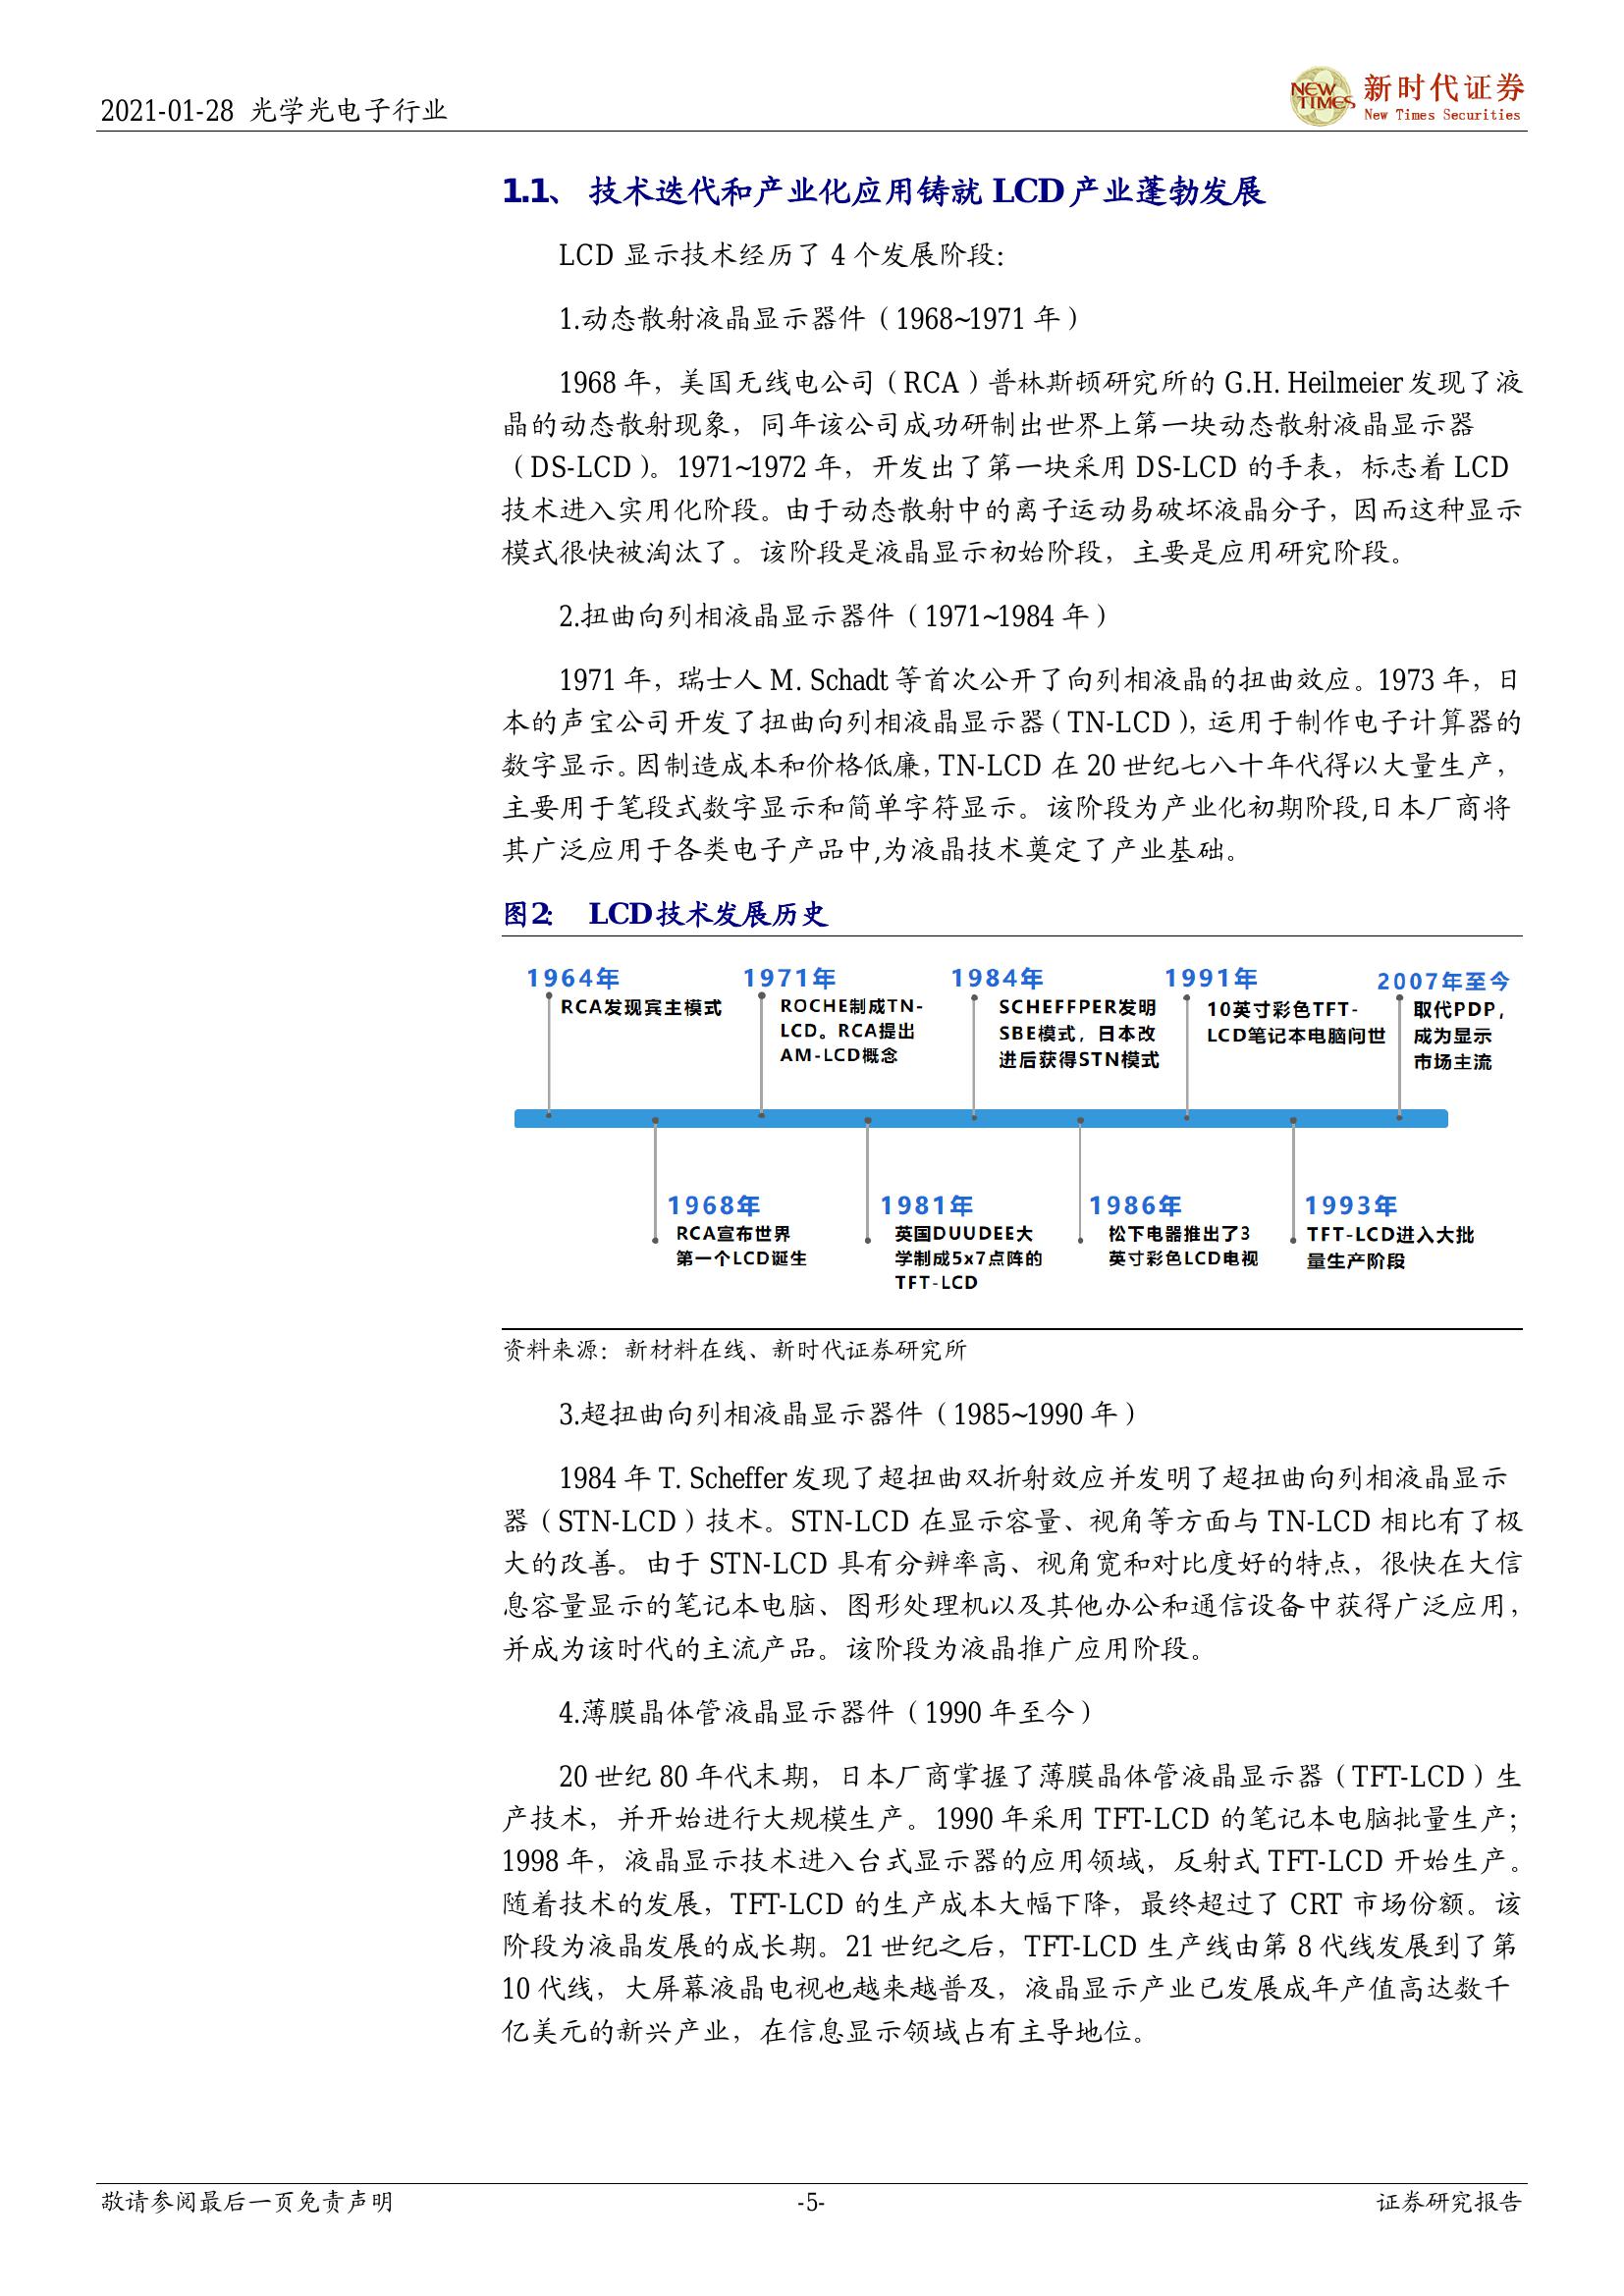 2021-01-28 光学光电子行业
NEW TIMES 新时代证券
New Times Securities
1.1、 技术迭代和产业化应用铸就 LCD 产业蓬勃发展
LCD 显示技术经历了 4 个发展阶段:
1.动态散射液晶显示器件（1968~1971 年）
1968 年，美国无线电公司（RCA）普林斯顿研究所的 G.H. Heilmeier 发现了液
晶的动态散射现象，同年该公司成功研制出世界上第一块动态散射液晶显示器
（DS-LCD）。1971~1972 年，开发出了第一块采用 DS-LCD 的手表，标志着 LCD
技术进入实用化阶段。由于动态散射中的离子运动易破坏液晶分子，因而这种显示
模式很快被淘汰了。该阶段是液晶显示初始阶段，主要是应用研究阶段。
2.扭曲向列相液晶显示器件（1971~1984 年）
1971 年，瑞士人 M. Schadt 等首次公开了向列相液晶的扭曲效应。1973 年，日
本的声宝公司开发了扭曲向列相液晶显示器（TN-LCD），运用于制作电子计算器的
数字显示。因制造成本和价格低廉，TN-LCD 在 20 世纪七八十年代得以大量生产，
主要用于笔段式数字显示和简单字符显示。该阶段为产业化初期阶段,日本厂商将
其广泛应用于各类电子产品中,为液晶技术奠定了产业基础。
图2: LCD技术发展历史
1964年
RCA发现宾主模式
1971年
ROCHE制成TN-
LCD。RCA提出
AM-LCD概念
1984年
SCHEFFPER发明
SBE模式，日本改
进后获得STN模式
1991年
10英寸彩色TFT-
LCD笔记本电脑问世
2007年至今
取代PDP，
成为显示
市场主流
1968年
RCA宣布世界
第一个LCD诞生
1981年
英国DUUDEE大
学制成5x7点阵的
TFT-LCD
1986年
松下电器推出了3
英寸彩色LCD电视
1993年
TFT-LCD进入大批
量生产阶段
资料来源：新材料在线、新时代证券研究所
3.超扭曲向列相液晶显示器件（1985~1990 年）
1984 年 T. Scheffer 发现了超扭曲双折射效应并发明了超扭曲向列相液晶显示
器（STN-LCD）技术。STN-LCD 在显示容量、视角等方面与 TN-LCD 相比有了极
大的改善。由于 STN-LCD 具有分辨率高、视角宽和对比度好的特点，很快在大信
息容量显示的笔记本电脑、图形处理机以及其他办公和通信设备中获得广泛应用，
并成为该时代的主流产品。该阶段为液晶推广应用阶段。
4.薄膜晶体管液晶显示器件（1990 年至今）
20 世纪 80 年代末期，日本厂商掌握了薄膜晶体管液晶显示器（TFT-LCD）生
产技术，并开始进行大规模生产。1990 年采用 TFT-LCD 的笔记本电脑批量生产；
1998 年，液晶显示技术进入台式显示器的应用领域，反射式 TFT-LCD 开始生产。
随着技术的发展，TFT-LCD 的生产成本大幅下降，最终超过了 CRT 市场份额。该
阶段为液晶发展的成长期。21 世纪之后，TFT-LCD 生产线由第 8 代线发展到了第
10 代线，大屏幕液晶电视也越来越普及，液晶显示产业已发展成年产值高达数千
亿美元的新兴产业，在信息显示领域占有主导地位。
敬请参阅最后一页免责声明 -5- 证券研究报告